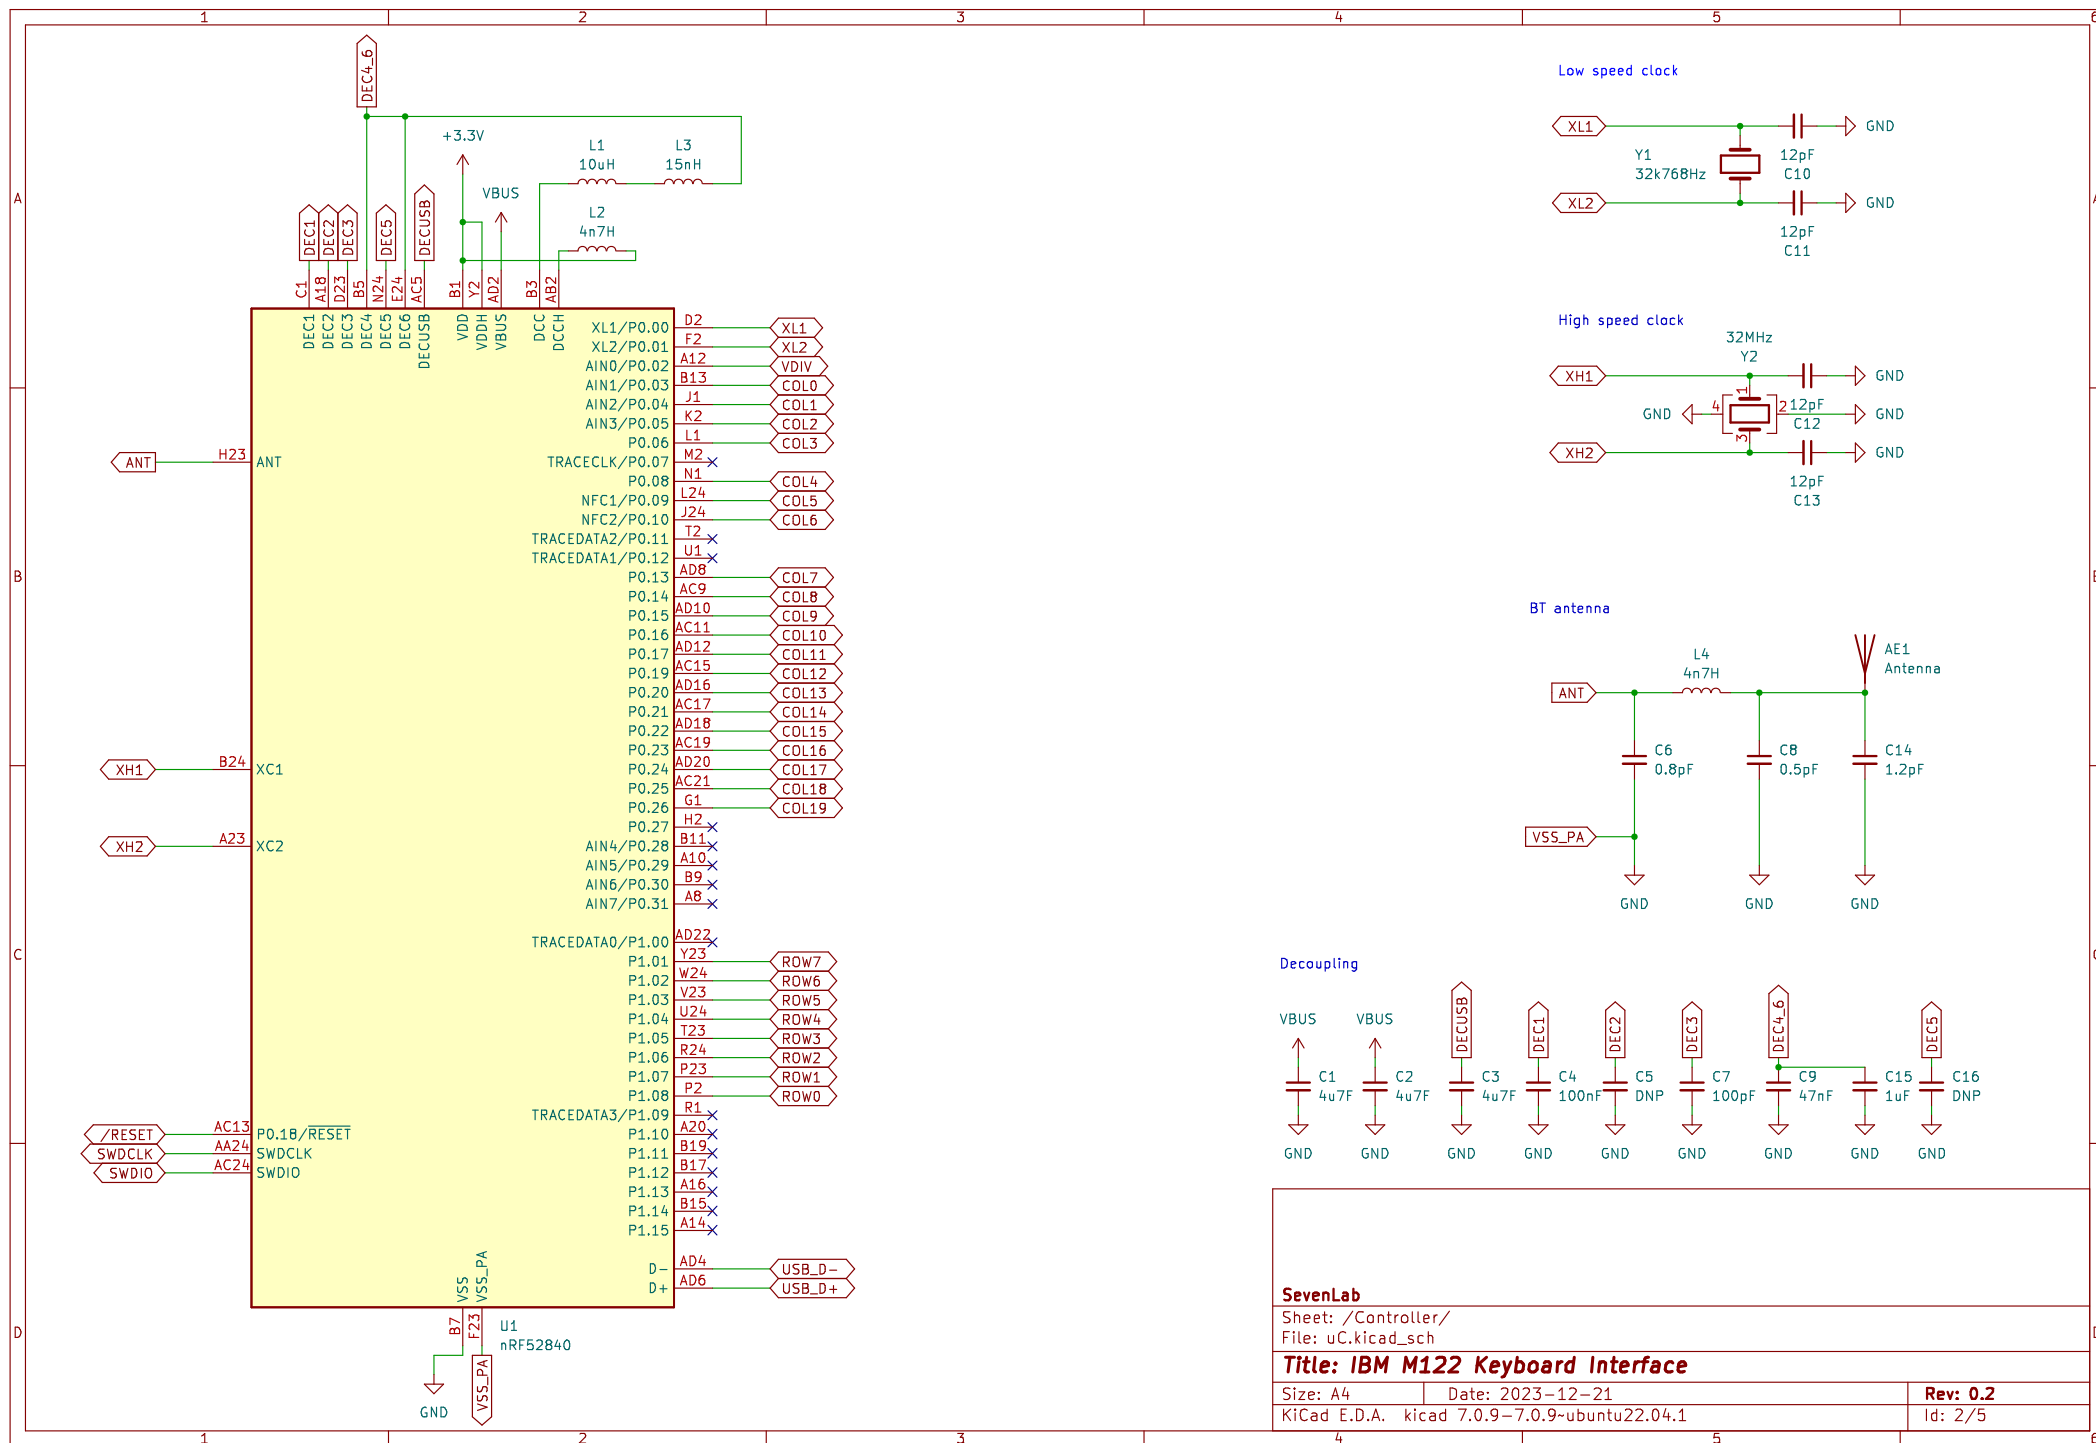 1 2 3 4 5 6
A
B
C
D
DEC4_6
+3.3V
VBUS
L1
10uH
L3
15nH
L2
4n7H
DEC1
DEC2
DEC3
DEC5
DECUSB
C1
A18
D23
B5
N24
E24
AC5
B1
Y2
AD2
B3
AB2
DEC1
DEC2
DEC3
DEC4
DEC5
DEC6
DECUSB
VDD
VDDH
VBUS
DCC
DCCH
ANT H23 ANT
XH1 B24 XC1
XH2 A23 XC2
/RESET AC13 P0.18/RESET
SWDCLK AA24 SWDCLK
SWDIO AC24 SWDIO
XL1/P0.00 D2 XL1
XL2/P0.01 F2 XL2
AIN0/P0.02 A12 VDIV
AIN1/P0.03 B13 COL0
AIN2/P0.04 J1 COL1
AIN3/P0.05 K2 COL2
P0.06 L1 COL3
TRACECLK/P0.07 M2
P0.08 N1 COL4
NFC1/P0.09 L24 COL5
NFC2/P0.10 J24 COL6
TRACEDATA2/P0.11 T2
TRACEDATA1/P0.12 U1
P0.13 AD8 COL7
P0.14 AC9 COL8
P0.15 AD10 COL9
P0.16 AC11 COL10
P0.17 AD12 COL11
P0.19 AC15 COL12
P0.20 AD16 COL13
P0.21 AC17 COL14
P0.22 AD18 COL15
P0.23 AC19 COL16
P0.24 AD20 COL17
P0.25 AC21 COL18
P0.26 G1 COL19
P0.27 H2
AIN4/P0.28 B11
AIN5/P0.29 A10
AIN6/P0.30 B9
AIN7/P0.31 A8
TRACEDATA0/P1.00 AD22
P1.01 Y23 ROW7
P1.02 W24 ROW6
P1.03 V23 ROW5
P1.04 U24 ROW4
P1.05 T23 ROW3
P1.06 R24 ROW2
P1.07 P23 ROW1
P1.08 P2 ROW0
TRACEDATA3/P1.09 R1
P1.10 A20
P1.11 B19
P1.12 B17
P1.13 A16
P1.14 B15
P1.15 A14
D- AD4 USB_D-
D+ AD6 USB_D+
VSS
VSS_PA
B7
F23
U1
nRF52840
VSS_PA
GND
Low speed clock
XL1 GND
Y1
32k768Hz
12pF
C10
XL2 GND
12pF
C11
High speed clock
32MHz
Y2
XH1 GND
1
GND 4 2 GND
12pF
C12
3
XH2 GND
12pF
C13
BT antenna
AE1
Antenna
L4
4n7H
ANT
C6
0.8pF
C8
0.5pF
C14
1.2pF
VSS_PA
GND GND GND
Decoupling
VBUS VBUS DECUSB DEC1 DEC2 DEC3 DEC4_6 DEC5
C1
4u7F
C2
4u7F
C3
4u7F
C4
100nF
C5
DNP
C7
100pF
C9
47nF
C15
1uF
C16
DNP
GND GND GND GND GND GND GND GND GND
SevenLab
Sheet: /Controller/
File: uC.kicad_sch
Title: IBM M122 Keyboard Interface
Size: A4 Date: 2023-12-21 Rev: 0.2
KiCad E.D.A. kicad 7.0.9-7.0.9~ubuntu22.04.1 Id: 2/5
1 2 3 4 5 6